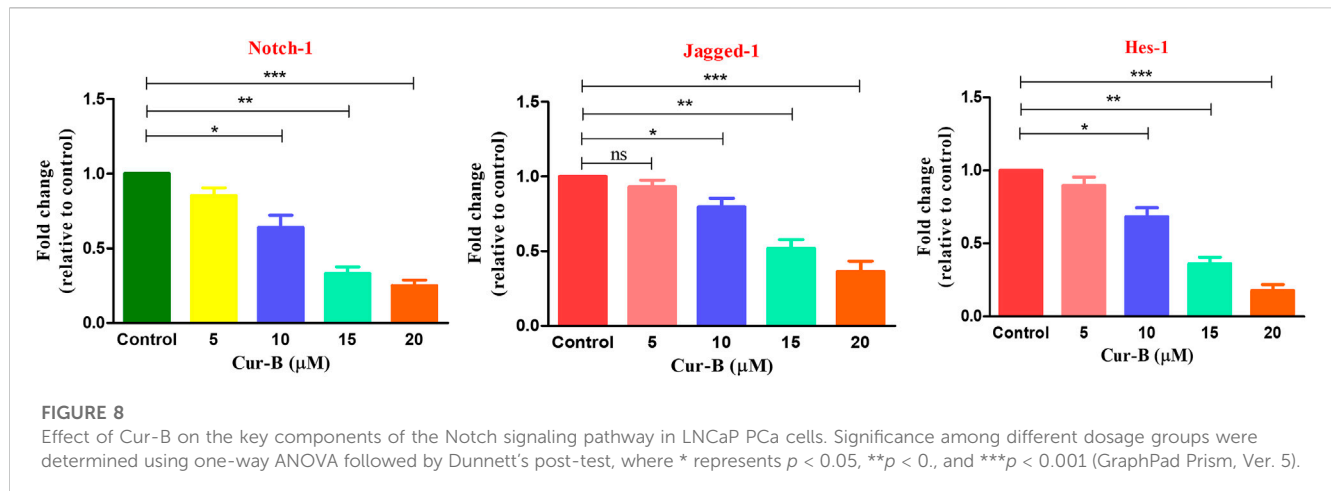 Notch-1
***
**
*
1.5
1.0
0.5
0.0
Fold change
(relative to control)
Control 5 10 15 20
Cur-B (μM)
Jagged-1
***
**
*
ns
1.5
1.0
0.5
0.0
Fold change
(relative to control)
Control 5 10 15 20
Cur-B (μM)
Hes-1
***
**
*
1.5
1.0
0.5
0.0
Fold change
(relative to control)
Control 5 10 15 20
Cur-B (μM)
FIGURE 8
Effect of Cur-B on the key components of the Notch signaling pathway in LNCaP PCa cells. Significance among different dosage groups were
determined using one-way ANOVA followed by Dunnett's post-test, where * represents p < 0.05, **p < 0., and ***p < 0.001 (GraphPad Prism, Ver. 5).